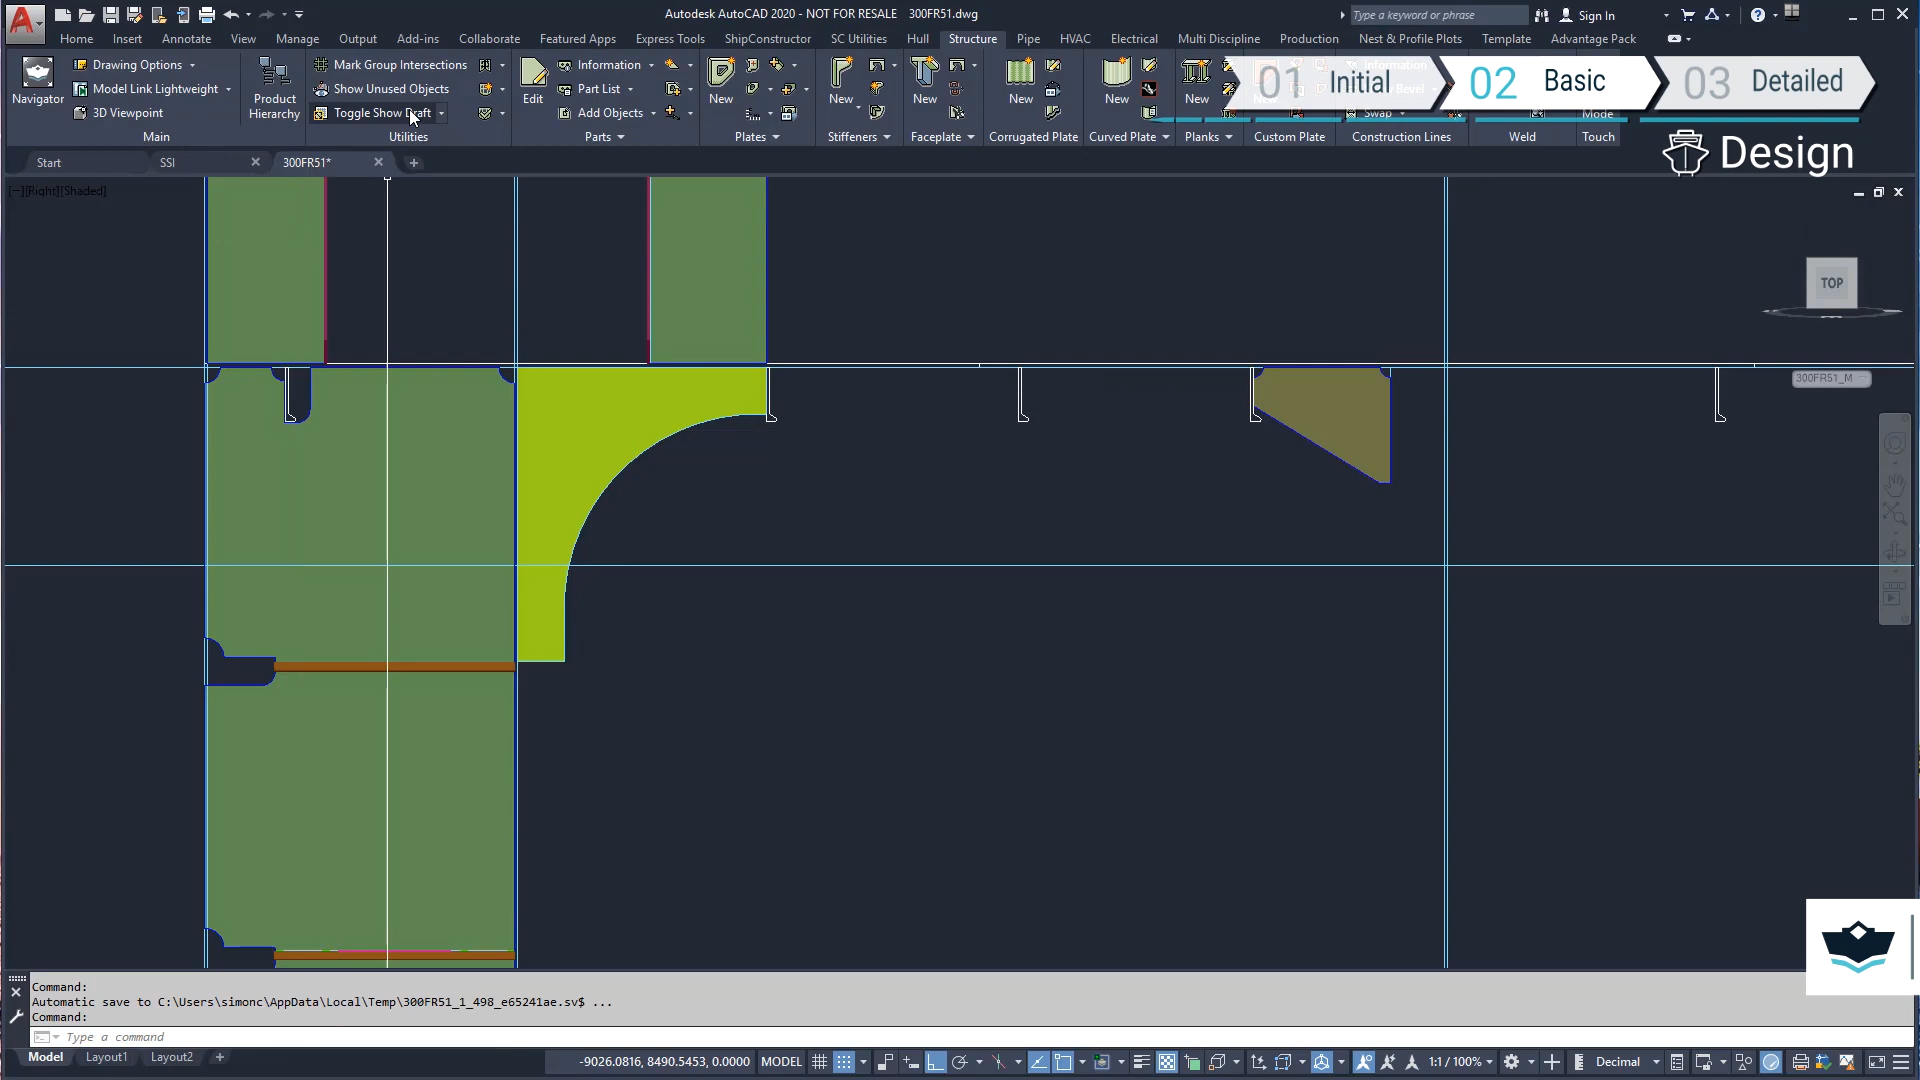 Autodesk AutoCAD 2020 - NOT FOR RESALE 300FR51.dwg
Type a keyword or phrase
Sign In
Home Insert Annotate View Manage Output Add-ins Collaborate Featured Apps Express Tools ShipConstructor SC Utilities Hull Structure Pipe HVAC Electrical Multi Discipline Production Nest & Profile Plots Template Advantage Pack
Navigator
Drawing Options
Model Link Lightweight
3D Viewpoint
Main
Product Hierarchy
Mark Group Intersections
Show Unused Objects
Toggle Show Draft
Utilities
Edit
Information
Part List
Add Objects
Parts
New
Plates
New
Stiffeners
New
Faceplate
New
Corrugated Plate
New
Curved Plate
New
Planks
Custom Plate
Information
Swap
Construction Lines
Weld
Mode
Touch
01 Initial
02 Basic
03 Detailed
Design
Start SSI 300FR51*
[−][Right][Shaded]
TOP
300FR51_M
Command:
Automatic save to C:\Users\simonc\AppData\Local\Temp\300FR51_1_498_e65241ae.sv$ ...
Command:
Type a command
Model Layout1 Layout2
-9026.0816, 8490.5453, 0.0000 MODEL
1:1 / 100%
Decimal